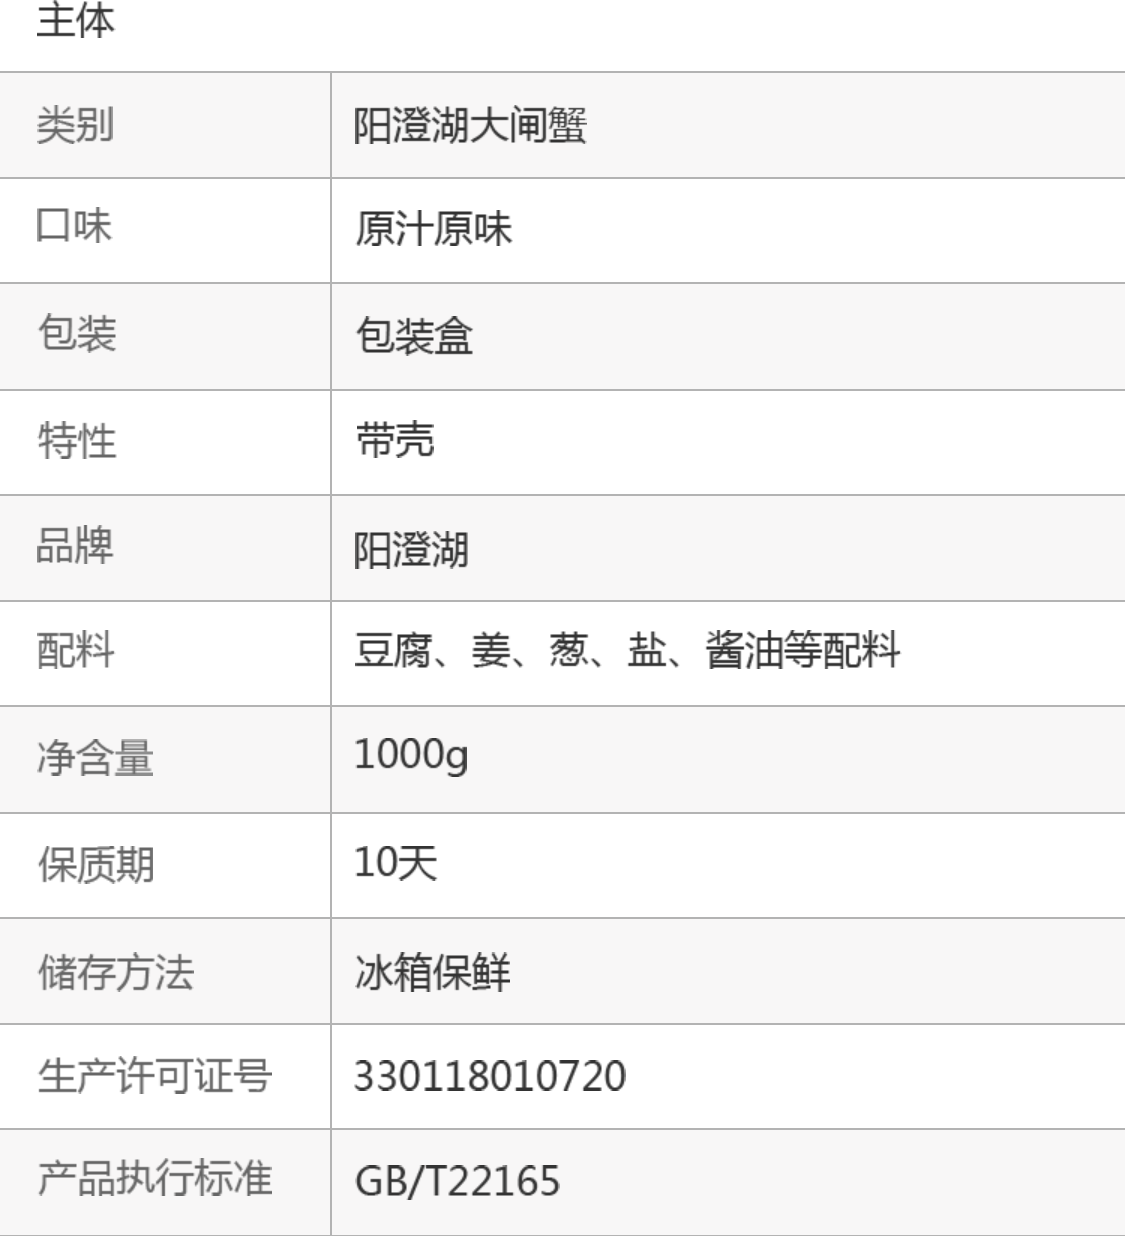 主体
类别 阳澄湖大闸蟹
口味 原汁原味
包装 包装盒
特性 带壳
品牌 阳澄湖
配料 豆腐、姜、葱、盐、酱油等配料
净含量 1000g
保质期 10天
储存方法 冰箱保鲜
生产许可证号 330118010720
产品执行标准 GB/T22165